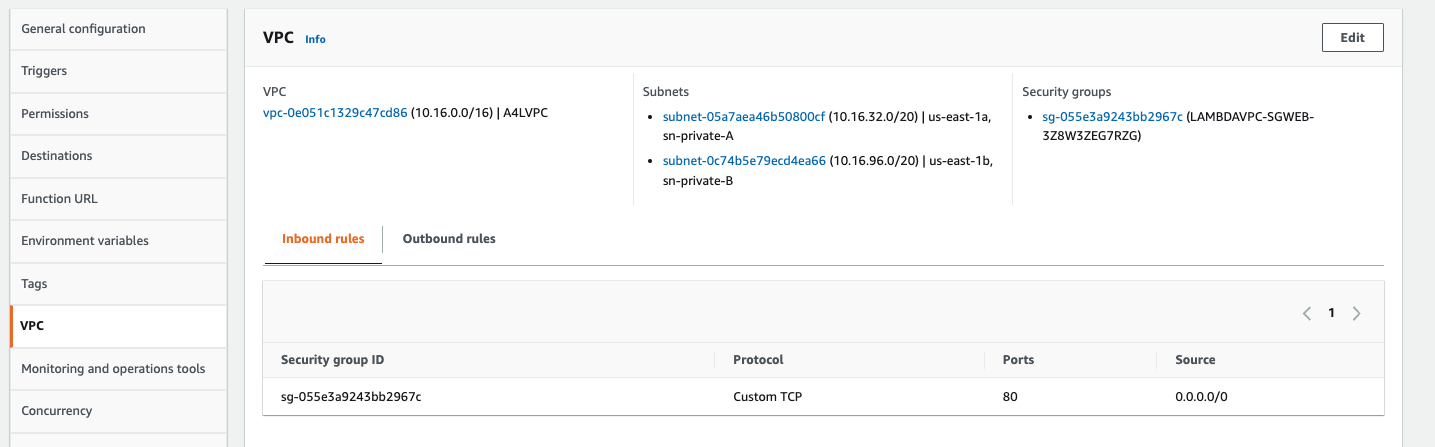 General configuration
Triggers
Permissions
Destinations
Function URL
Environment variables
Tags
VPC
Monitoring and operations tools
Concurrency
VPC Info
Edit
VPC
vpc-0e051c1329c47cd86 (10.16.0.0/16) | A4LVPC
Subnets
• subnet-05a7aea46b50800cf (10.16.32.0/20) | us-east-1a,
sn-private-A
• subnet-0c74b5e79ecd4ea66 (10.16.96.0/20) | us-east-1b,
sn-private-B
Security groups
• sg-055e3a9243bb2967c (LAMBDAVPC-SGWEB-
3Z8W3ZEG7RZG)
Inbound rules
Outbound rules
1
Security group ID Protocol Ports Source
sg-055e3a9243bb2967c Custom TCP 80 0.0.0.0/0